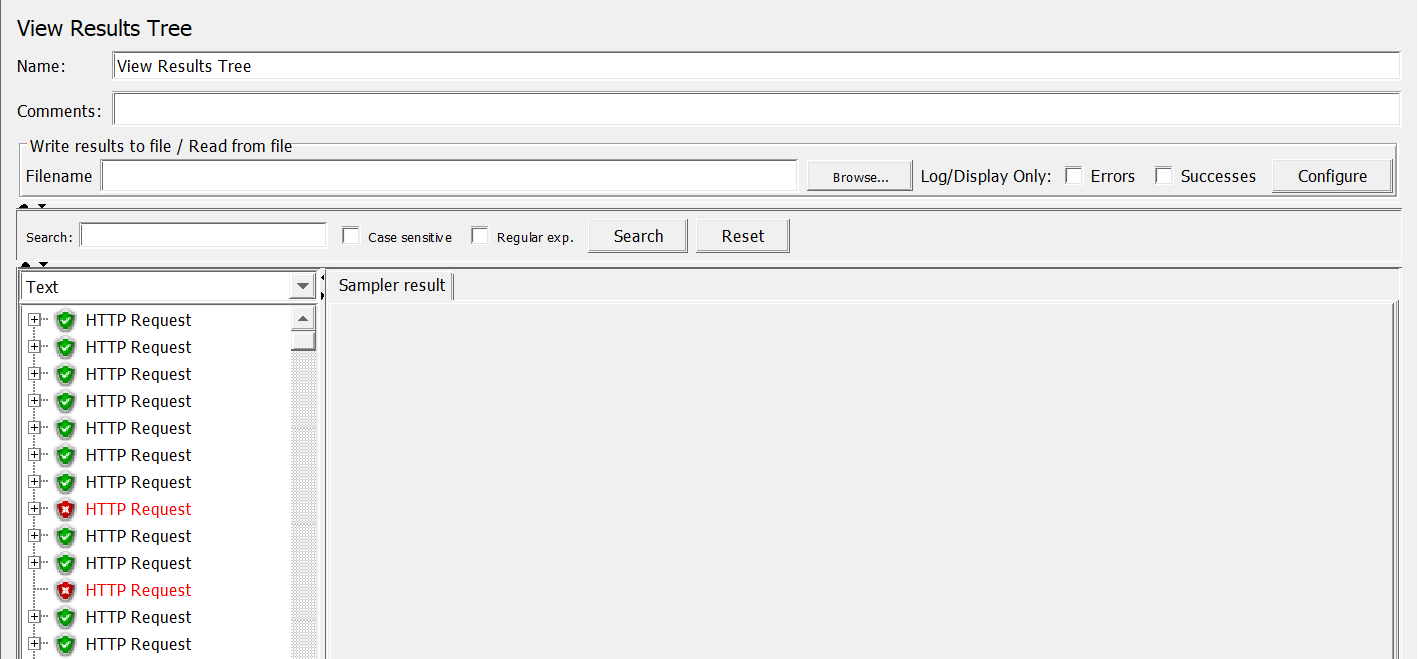 View Results Tree
Name: View Results Tree
Comments:
Write results to file / Read from file
Filename Browse... Log/Display Only: Errors Successes Configure
Search: Case sensitive Regular exp. Search Reset
Text Sampler result
HTTP Request
HTTP Request
HTTP Request
HTTP Request
HTTP Request
HTTP Request
HTTP Request
HTTP Request
HTTP Request
HTTP Request
HTTP Request
HTTP Request
HTTP Request